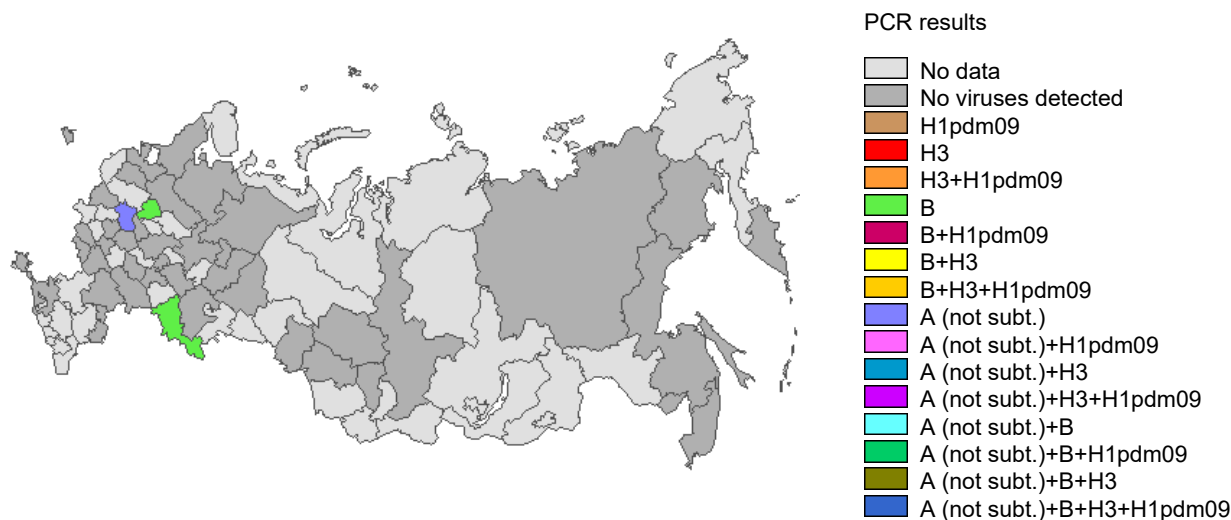 PCR results
No data
No viruses detected
H1pdm09
H3
H3+H1pdm09
B
B+H1pdm09
B+H3
B+H3+H1pdm09
A (not subt.)
A (not subt.)+H1pdm09
A (not subt.)+H3
A (not subt.)+H3+H1pdm09
A (not subt.)+B
A (not subt.)+B+H1pdm09
A (not subt.)+B+H3
A (not subt.)+B+H3+H1pdm09